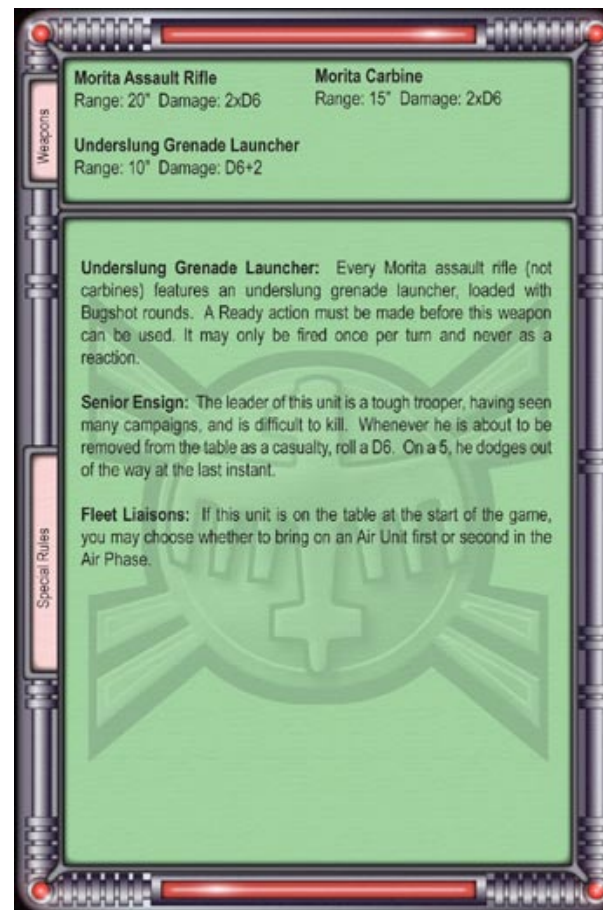 Weapons
Morita Assault Rifle
Range: 20" Damage: 2xD6
Morita Carbine
Range: 15" Damage: 2xD6
Underslung Grenade Launcher
Range: 10" Damage: D6+2
Special Rules
Underslung Grenade Launcher: Every Morita assault rifle (not
carbines) features an underslung grenade launcher, loaded with
Bugshot rounds. A Ready action must be made before this weapon
can be used. It may only be fired once per turn and never as a
reaction.
Senior Ensign: The leader of this unit is a tough trooper, having seen
many campaigns, and is difficult to kill. Whenever he is about to be
removed from the table as a casualty, roll a D6. On a 5, he dodges out
of the way at the last instant.
Fleet Liaisons: If this unit is on the table at the start of the game,
you may choose whether to bring on an Air Unit first or second in the
Air Phase.